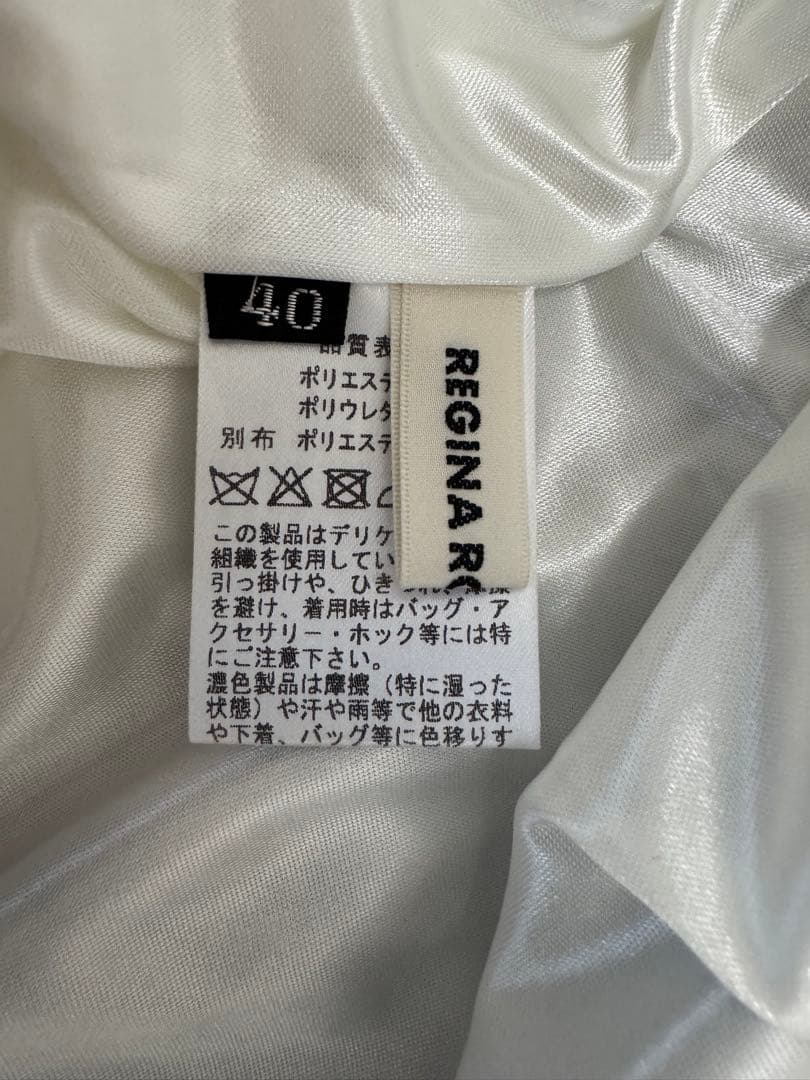 40
品質表
ポリエステ
ポリウレタ
別布 ポリエステ
REGINA RO
この製品はデリケ
組織を使用してい
引っ掛けや、ひき
を避け、着用時はバッグ・ア
クセサリー・ホック等には特
にご注意下さい。
濃色製品は摩擦（特に湿った
状態）や汗や雨等で他の衣料
や下着、バッグ等に色移りす